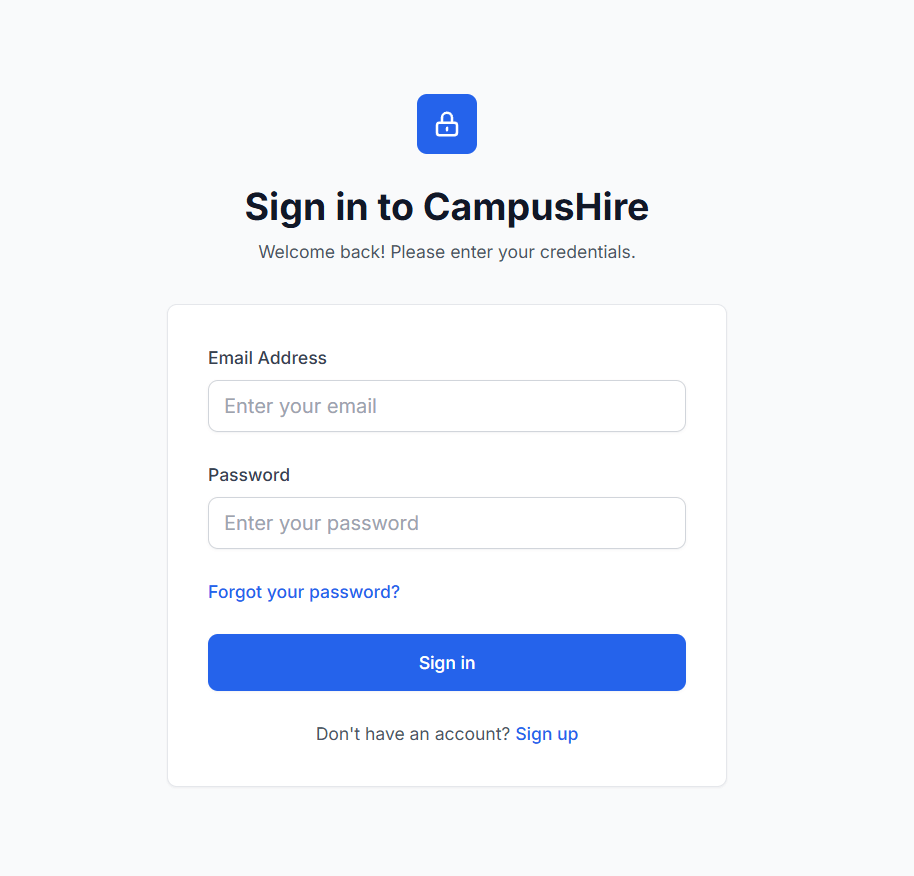 Sign in to CampusHire
Welcome back! Please enter your credentials.
Email Address
Enter your email
Password
Enter your password
Forgot your password?
Sign in
Don't have an account? Sign up